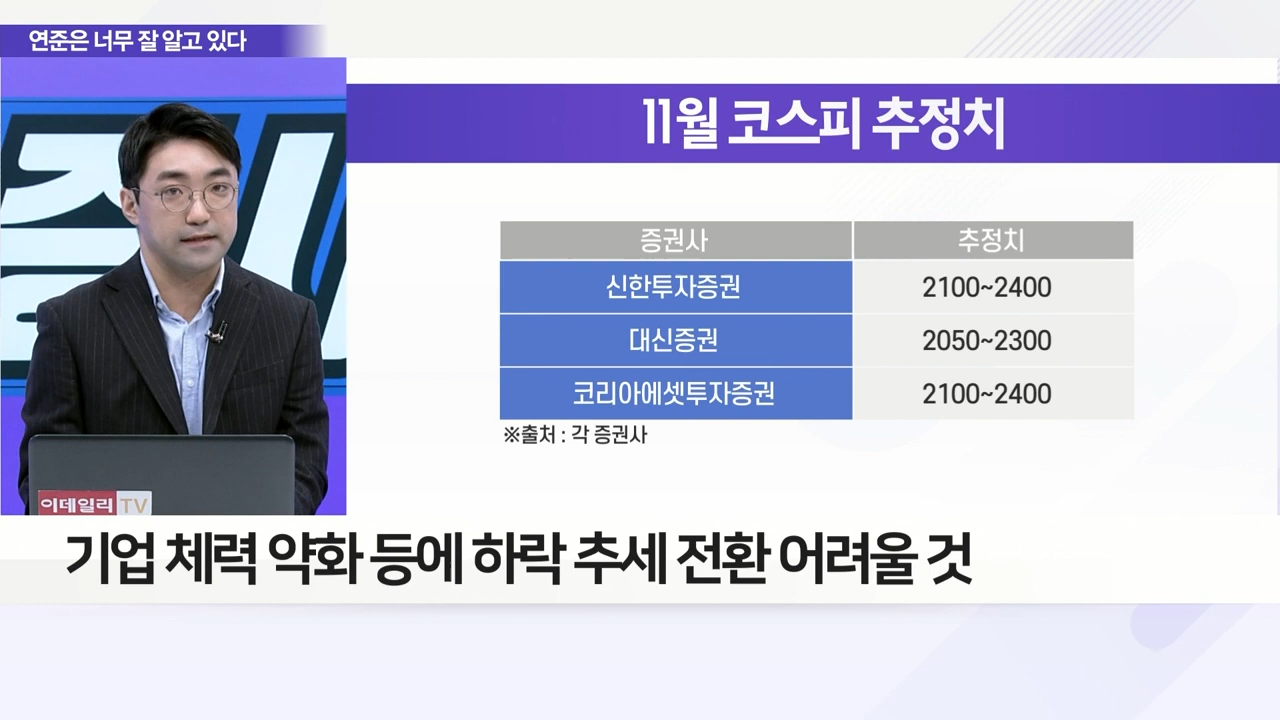 연준은 너무 잘 알고 있다
11월 코스피 추정치
증권사 추정치
신한투자증권 2100~2400
대신증권 2050~2300
코리아에셋투자증권 2100~2400
※출처 : 각 증권사
이데일리 TV
기업 체력 약화 등에 하락 추세 전환 어려울 것